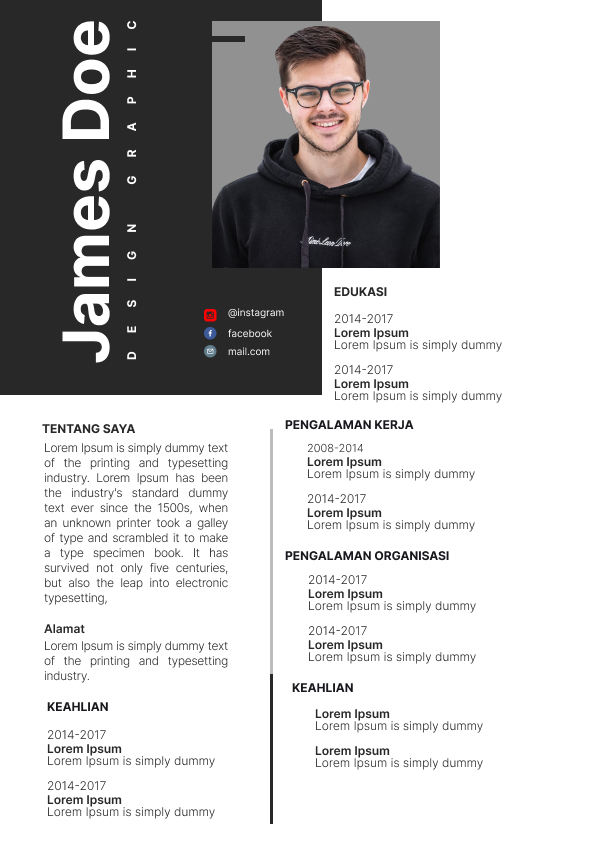 James Doe
DESIGN GRAPHIC
@instagram
facebook
mail.com
EDUKASI
2014-2017
Lorem Ipsum
Lorem Ipsum is simply dummy
2014-2017
Lorem Ipsum
Lorem Ipsum is simply dummy
TENTANG SAYA
Lorem Ipsum is simply dummy text
of the printing and typesetting
industry. Lorem Ipsum has been
the industry's standard dummy
text ever since the 1500s, when
an unknown printer took a galley
of type and scrambled it to make
a type specimen book. It has
survived not only five centuries,
but also the leap into electronic
typesetting,
Alamat
Lorem Ipsum is simply dummy text
of the printing and typesetting
industry.
KEAHLIAN
2014-2017
Lorem Ipsum
Lorem Ipsum is simply dummy
2014-2017
Lorem Ipsum
Lorem Ipsum is simply dummy
PENGALAMAN KERJA
2008-2014
Lorem Ipsum
Lorem Ipsum is simply dummy
2014-2017
Lorem Ipsum
Lorem Ipsum is simply dummy
PENGALAMAN ORGANISASI
2014-2017
Lorem Ipsum
Lorem Ipsum is simply dummy
2014-2017
Lorem Ipsum
Lorem Ipsum is simply dummy
KEAHLIAN
Lorem Ipsum
Lorem Ipsum is simply dummy
Lorem Ipsum
Lorem Ipsum is simply dummy